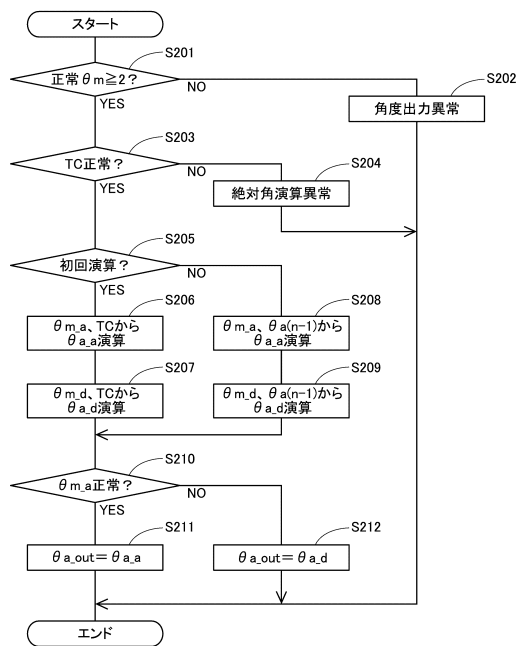 スタート
S201
正常θm≧2?
NO
YES
S202
角度出力異常
S203
TC正常?
NO
YES
S204
絶対角演算異常
S205
初回演算?
NO
YES
S206
θm_a、TCから
θa_a演算
S208
θm_a、θa(n-1)から
θa_a演算
S207
θm_d、TCから
θa_d演算
S209
θm_d、θa(n-1)から
θa_d演算
S210
θm_a正常?
NO
YES
S211
θa_out=θa_a
S212
θa_out=θa_d
エンド